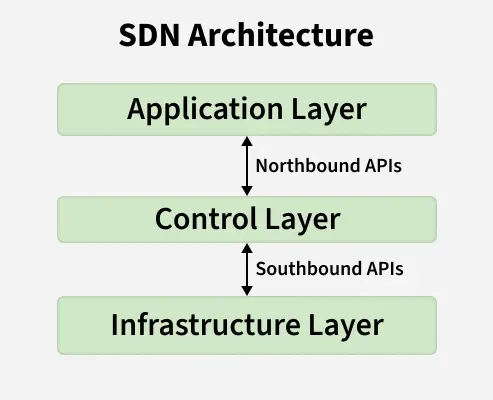 SDN Architecture
Application Layer
Northbound APIs
Control Layer
Southbound APIs
Infrastructure Layer